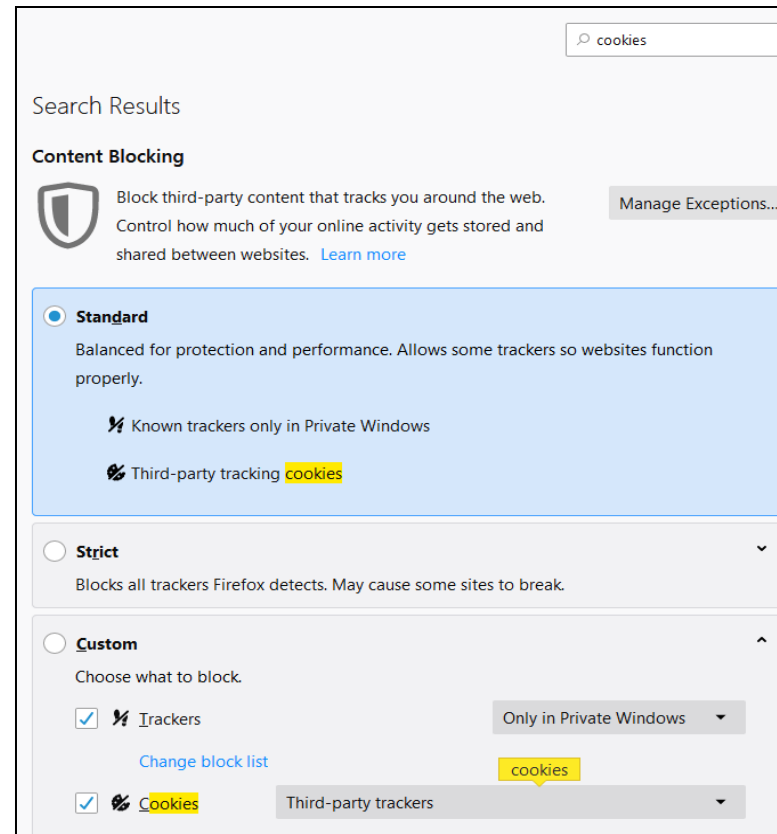 cookies
Search Results
Content Blocking
Block third-party content that tracks you around the web.
Manage Exceptions...
Control how much of your online activity gets stored and
shared between websites. Learn more
Standard
Balanced for protection and performance. Allows some trackers so websites function
properly.
Known trackers only in Private Windows
Third-party tracking cookies
Strict
Blocks all trackers Firefox detects. May cause some sites to break.
Custom
Choose what to block.
Trackers
Only in Private Windows
Change block list
cookies
Cookies
Third-party trackers